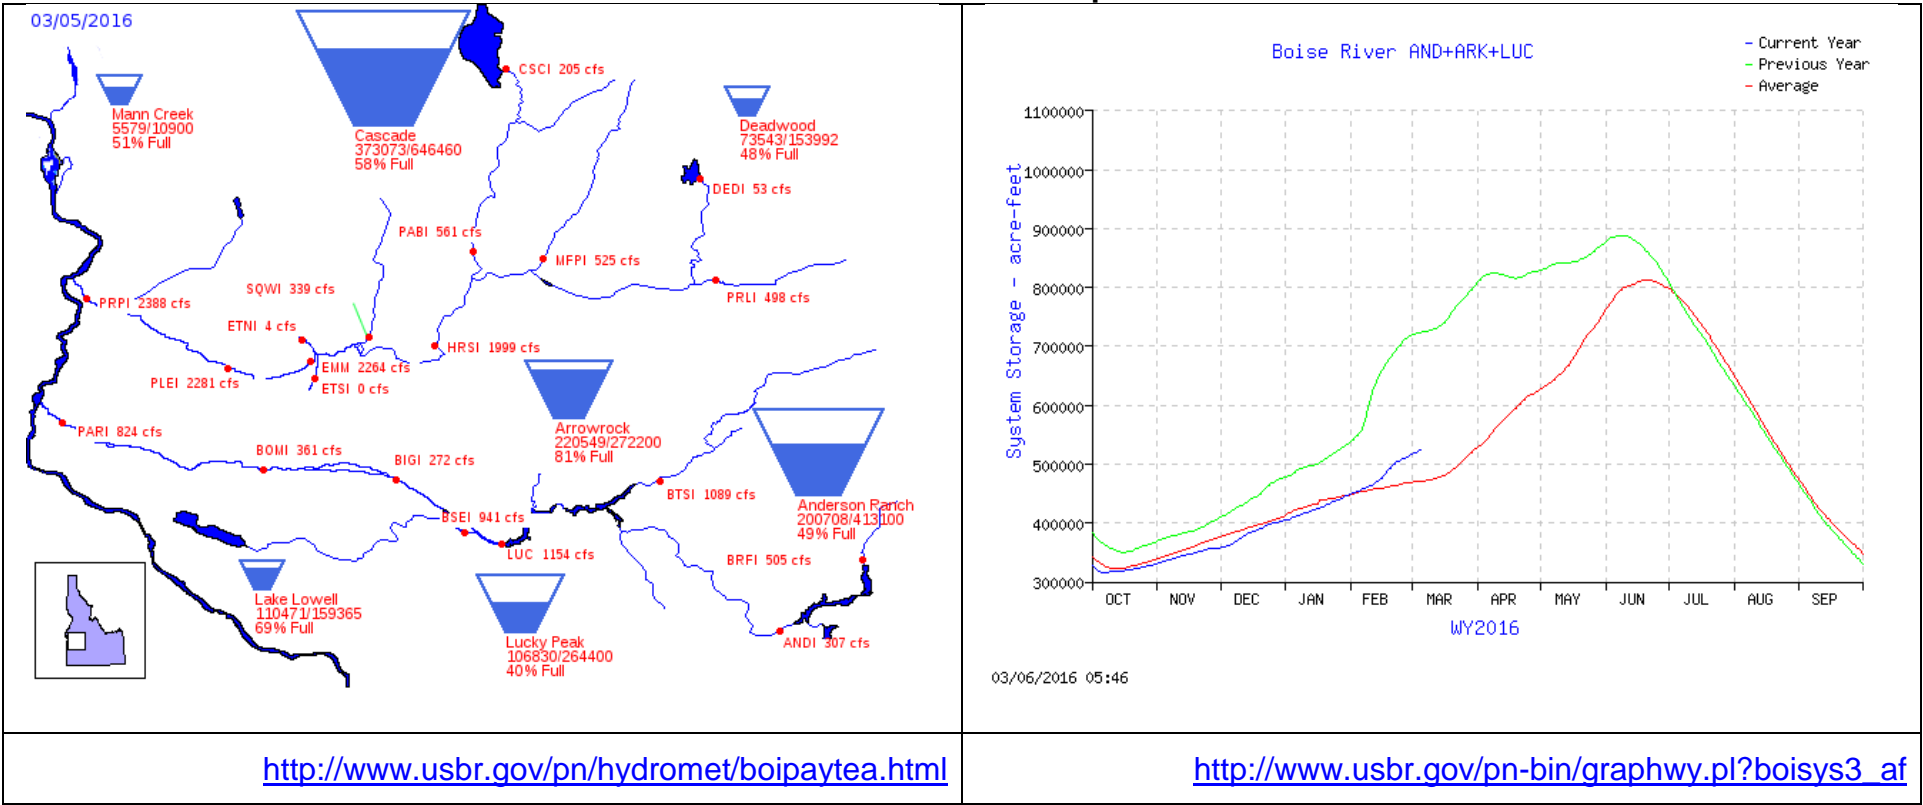 03/05/2016
Mann Creek
5579/10900
51% Full
Cascade
373073/646460
58% Full
CSCI 205 cfs
Deadwood
73543/153992
48% Full
DEDI 53 cfs
PABI 561 cfs
MFPI 525 cfs
PRLI 498 cfs
SQWI 339 cfs
PRPI 2388 cfs
ETNI 4 cfs
HRSI 1999 cfs
EMM 2264 cfs
PLEI 2281 cfs
ETSI 0 cfs
Arrowrock
220549/272200
81% Full
PARI 824 cfs
BOMI 361 cfs
BIGI 272 cfs
BTSI 1089 cfs
Anderson Ranch
200708/413100
49% Full
BSEI 941 cfs
LUC 1154 cfs
BRFI 505 cfs
Lake Lowell
110471/159365
69% Full
Lucky Peak
106830/264400
40% Full
ANDI 307 cfs
http://www.usbr.gov/pn/hydromet/boipaytea.html
Boise River AND+ARK+LUC
Current Year
Previous Year
Average
System Storage - acre-feet
1100000
1000000
900000
800000
700000
600000
500000
400000
300000
OCT NOV DEC JAN FEB MAR APR MAY JUN JUL AUG SEP
WY2016
03/06/2016 05:46
http://www.usbr.gov/pn-bin/graphwy.pl?boisys3_af